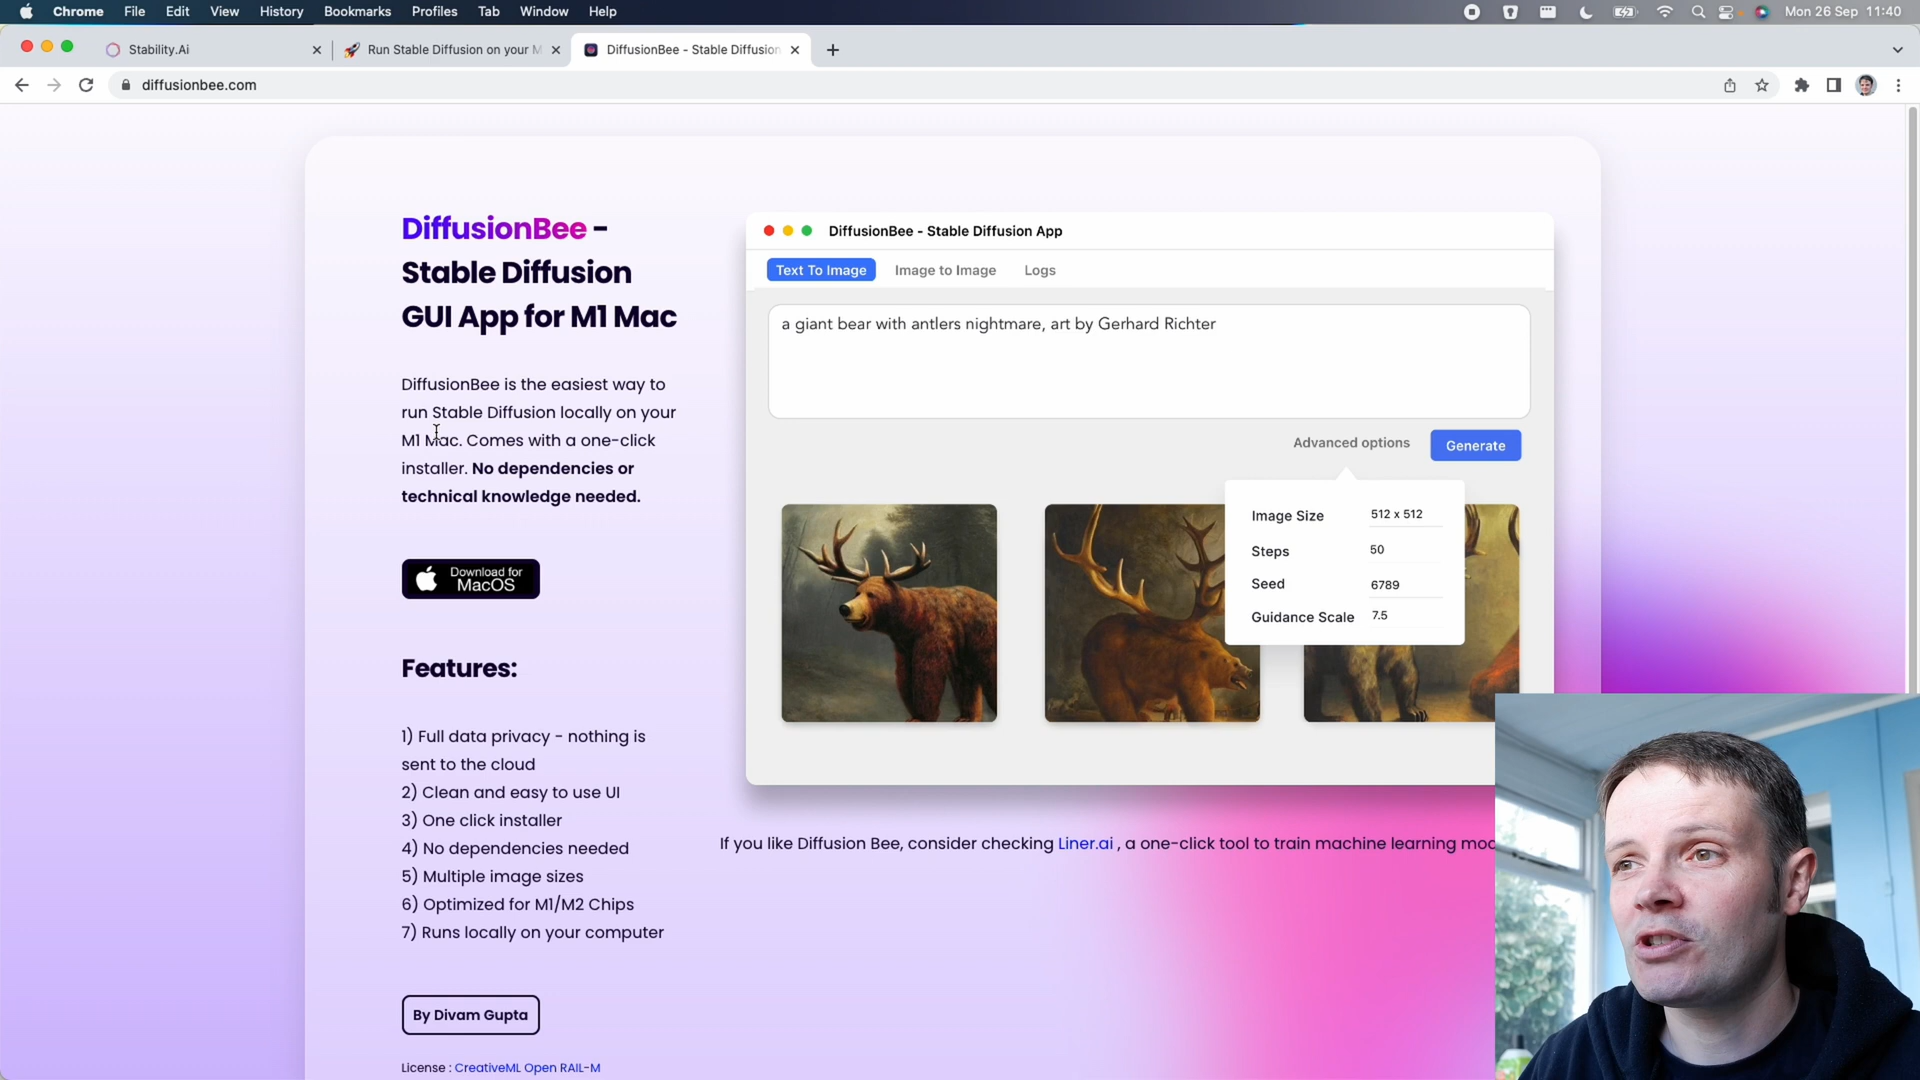 Chrome File Edit View History Bookmarks Profiles Tab Window Help Mon 26 Sep 11:40
Stability.Ai
Run Stable Diffusion on your M
DiffusionBee - Stable Diffusion
diffusionbee.com
DiffusionBee -
Stable Diffusion
GUI App for M1 Mac
DiffusionBee is the easiest way to
run Stable Diffusion locally on your
M1 Mac. Comes with a one-click
installer. No dependencies or
technical knowledge needed.
Download for
MacOS
Features:
1) Full data privacy - nothing is
sent to the cloud
2) Clean and easy to use UI
3) One click installer
4) No dependencies needed
5) Multiple image sizes
6) Optimized for M1/M2 Chips
7) Runs locally on your computer
By Divam Gupta
License : CreativeML Open RAIL-M
DiffusionBee - Stable Diffusion App
Text To Image Image to Image Logs
a giant bear with antlers nightmare, art by Gerhard Richter
Advanced options Generate
Image Size 512 x 512
Steps 50
Seed 6789
Guidance Scale 7.5
If you like Diffusion Bee, consider checking Liner.ai , a one-click tool to train machine learning mo